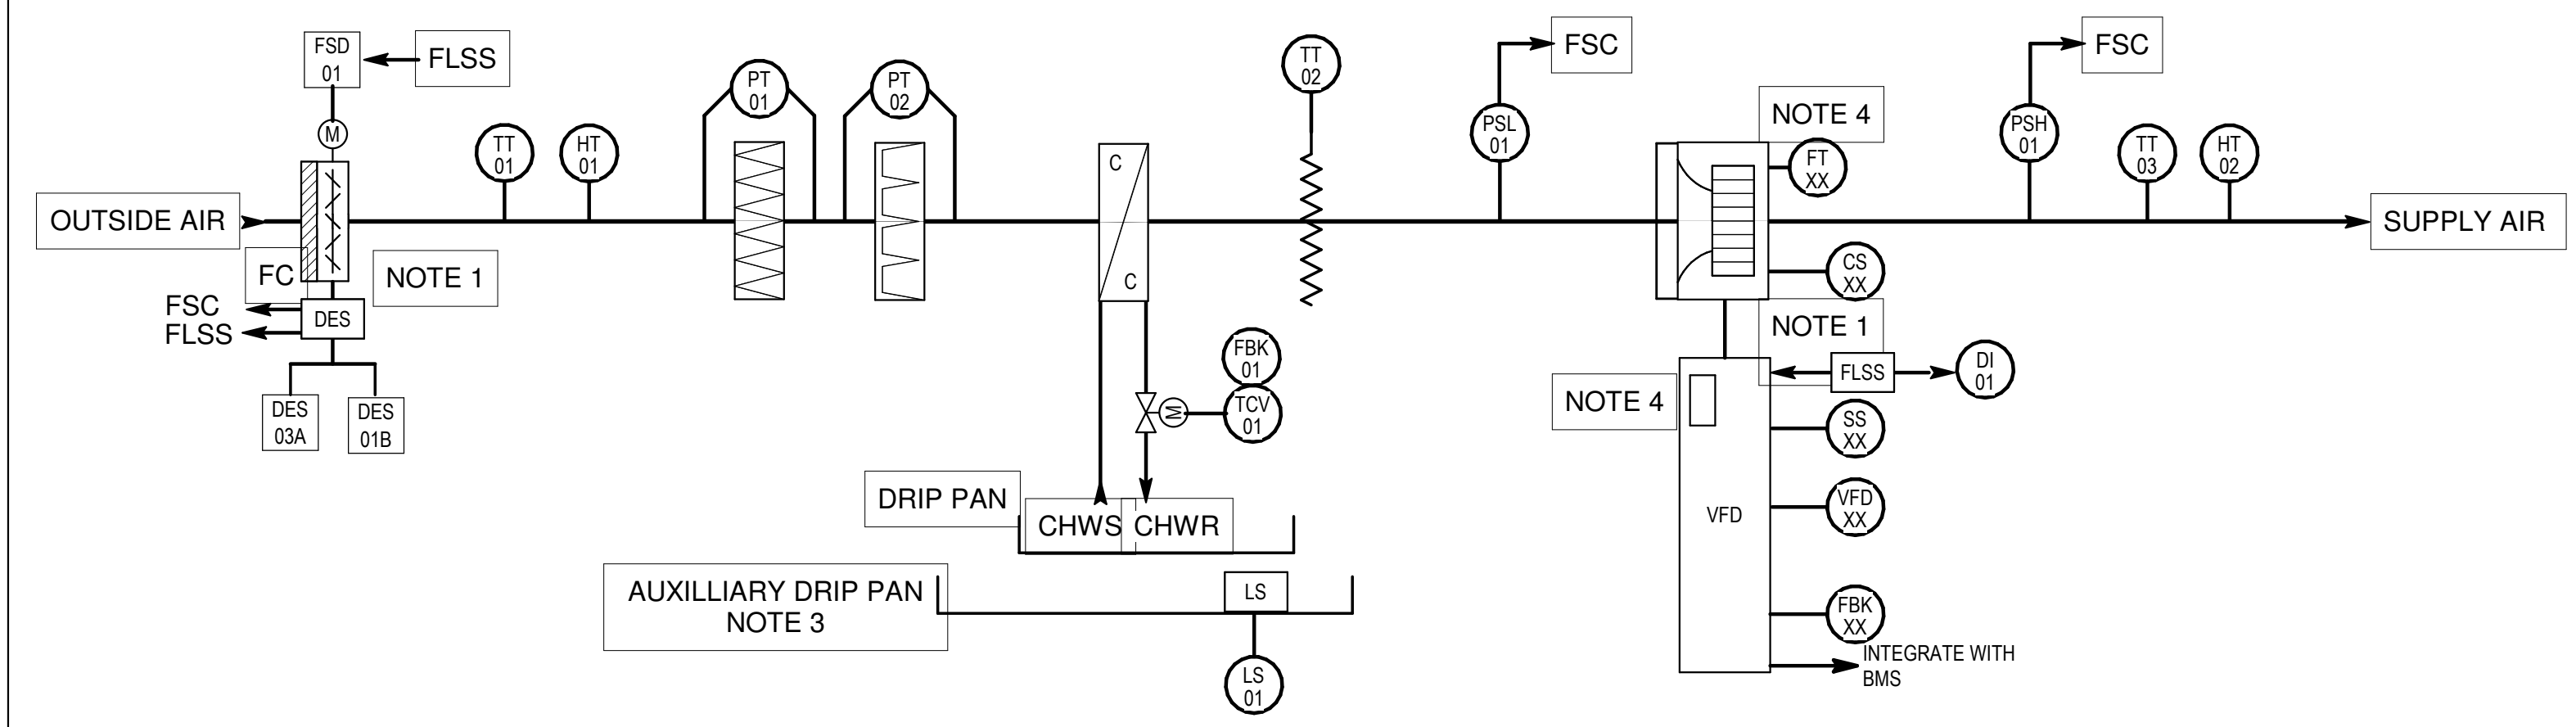 FSD
01
FLSS
M
OUTSIDE AIR
FC
NOTE 1
FSC
FLSS
DES
DES
03A
DES
01B
TT
01
HT
01
PT
01
PT
02
C
C
FBK
01
M
TCV
01
DRIP PAN
CHWS
CHWR
AUXILLIARY DRIP PAN
NOTE 3
LS
LS
01
TT
02
PSL
01
FSC
NOTE 4
FT
XX
CS
XX
NOTE 1
FLSS
DI
01
NOTE 4
VFD
SS
XX
VFD
XX
FBK
XX
INTEGRATE WITH
BMS
PSH
01
FSC
TT
03
HT
02
SUPPLY AIR